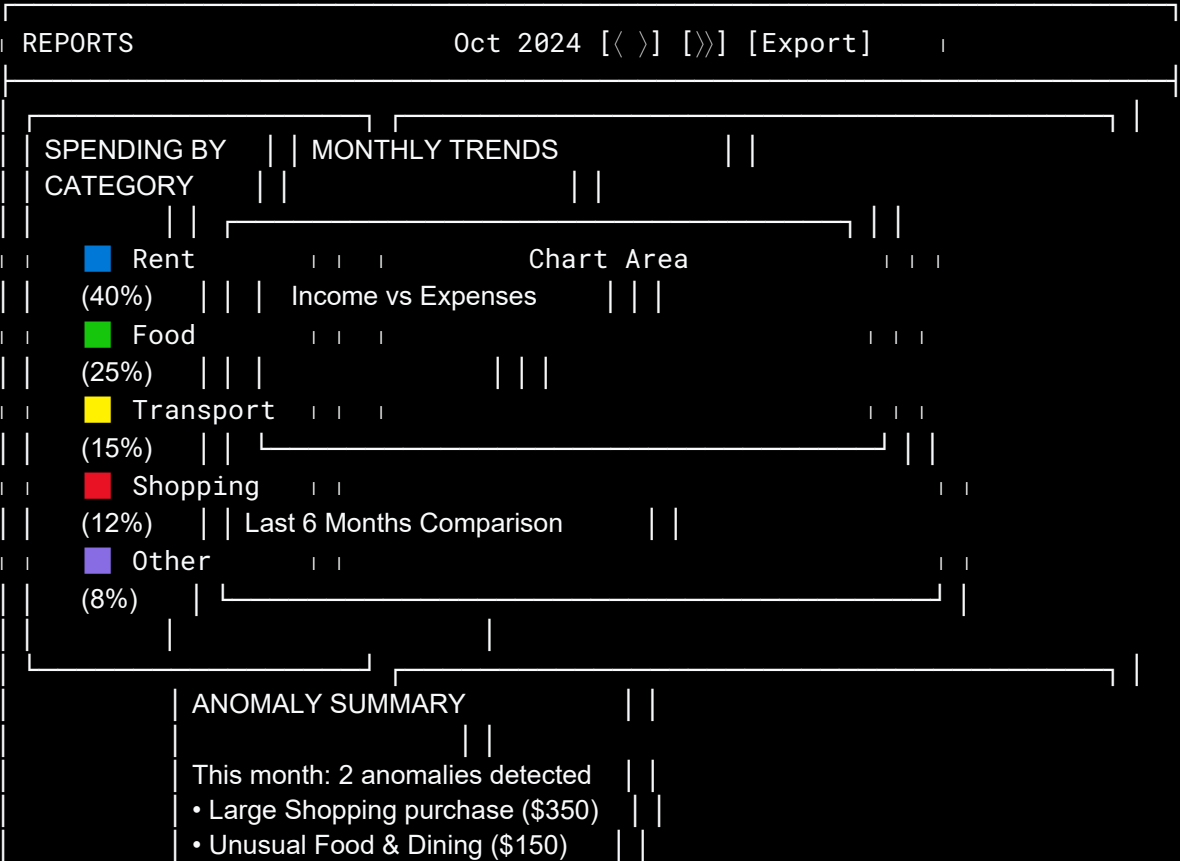 REPORTS Oct 2024 [〈 〉] [〉〉] [Export]
SPENDING BY MONTHLY TRENDS
CATEGORY
Rent Chart Area
(40%) Income vs Expenses
Food
(25%)
Transport
(15%)
Shopping
(12%) Last 6 Months Comparison
Other
(8%)
ANOMALY SUMMARY
This month: 2 anomalies detected
• Large Shopping purchase ($350)
• Unusual Food & Dining ($150)